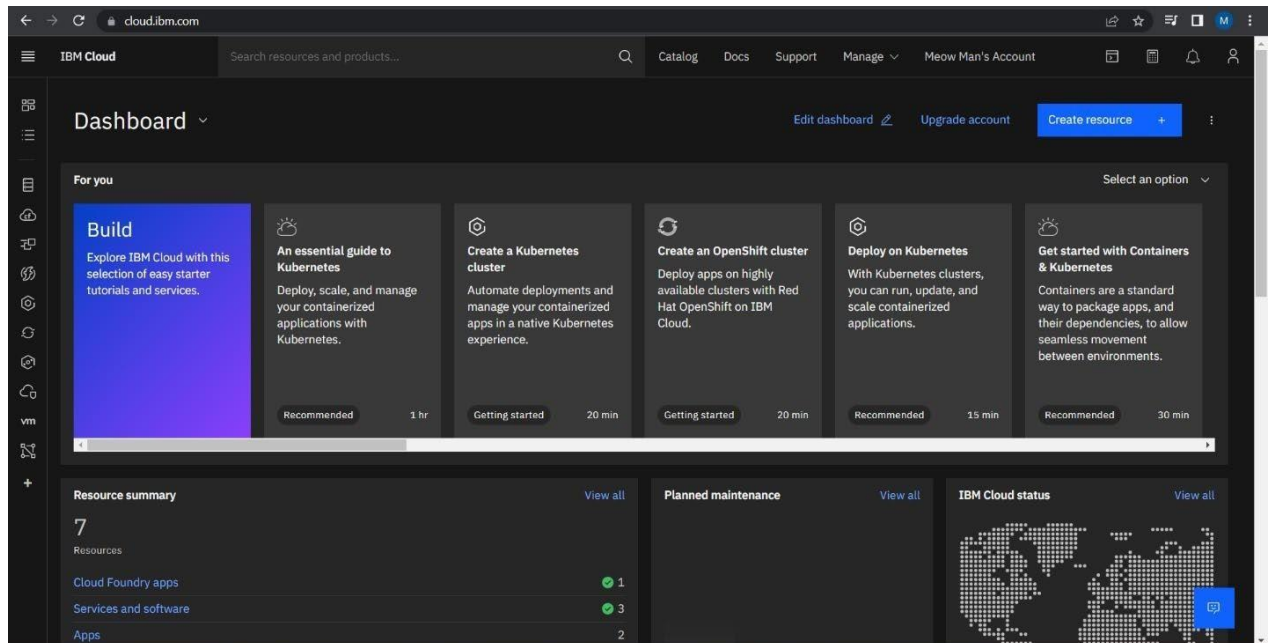 cloud.ibm.com
M
IBM Cloud
Search resources and products...
Catalog
Docs
Support
Manage
Meow Man's Account
Dashboard
Edit dashboard
Upgrade account
Create resource +
For you
Select an option
Build
Explore IBM Cloud with this
selection of easy starter
tutorials and services.
An essential guide to
Kubernetes
Deploy, scale, and manage
your containerized
applications with
Kubernetes.
Recommended 1 hr
Create a Kubernetes
cluster
Automate deployments and
manage your containerized
apps in a native Kubernetes
experience.
Getting started 20 min
Create an OpenShift cluster
Deploy apps on highly
available clusters with Red
Hat OpenShift on IBM
Cloud.
Getting started 20 min
Deploy on Kubernetes
With Kubernetes clusters,
you can run, update, and
scale containerized
applications.
Recommended 15 min
Get started with Containers
& Kubernetes
Containers are a standard
way to package apps, and
their dependencies, to allow
seamless movement
between environments.
Recommended 30 min
vm
Resource summary View all
7
Resources
Cloud Foundry apps 1
Services and software 3
Apps 2
Planned maintenance View all
IBM Cloud status View all